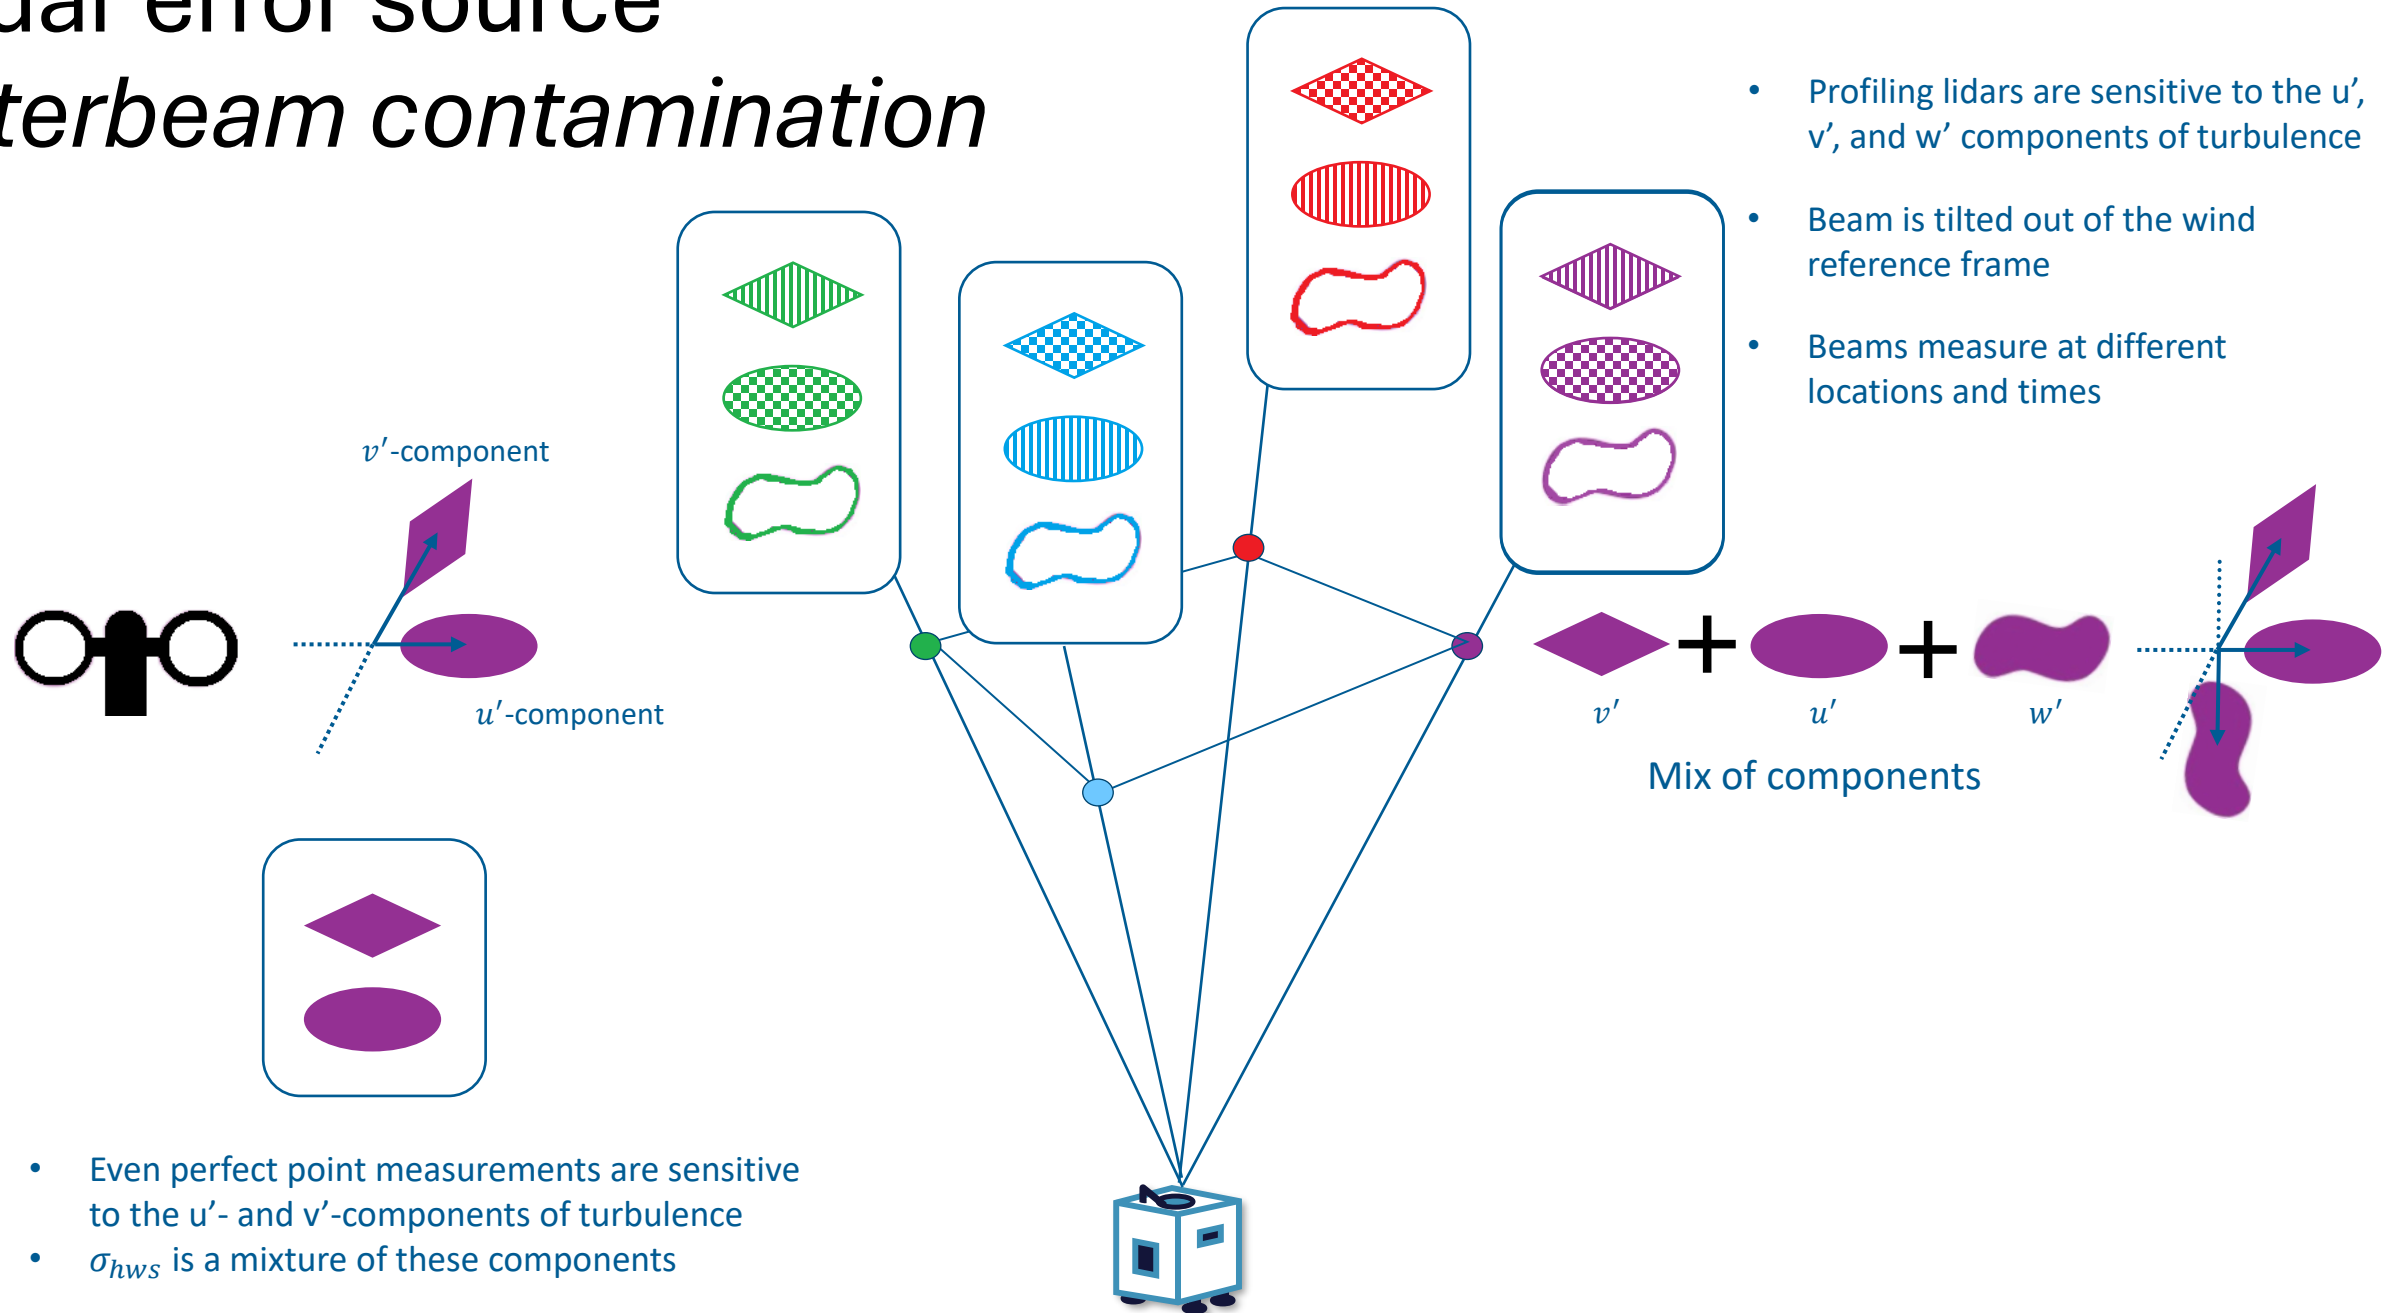 error source
contamination
• Profiling lidars are sensitive to the u’,
v’, and w’ components of turbulence
• Beam is tilted out of the wind
reference frame
• Beams measure at different
locations and times
v′-component
u′-component
+ +
v′ u′ w′
Mix of components
• Even perfect point measurements are sensitive
to the u’- and v’-components of turbulence
• σhws is a mixture of these components